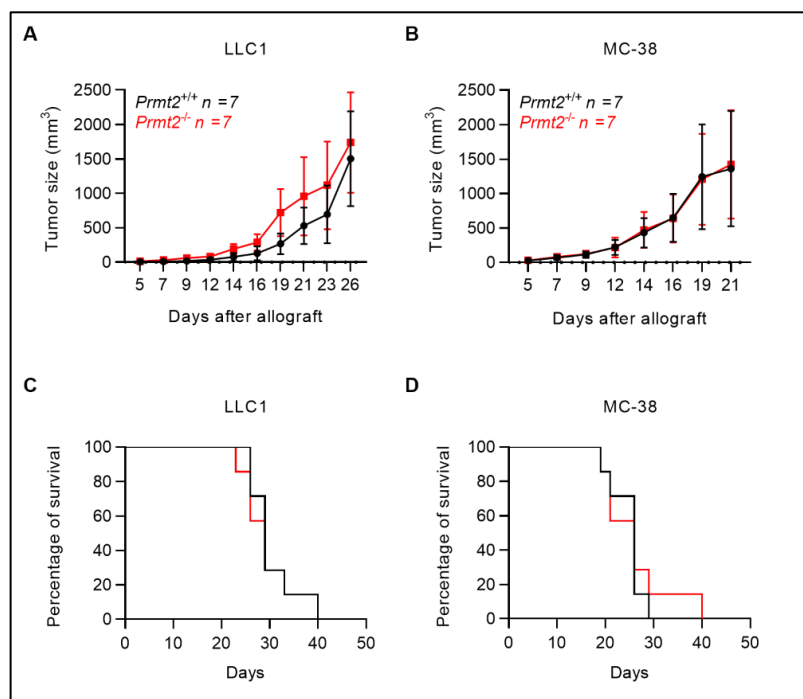 A
LLC1
Prmt2+/+ n =7
Prmt2-/- n =7
Tumor size (mm3)
2500
2000
1500
1000
500
0
5 7 9 12 14 16 19 21 23 26
Days after allograft
B
MC-38
Prmt2+/+ n =7
Prmt2-/- n =7
Tumor size (mm3)
2500
2000
1500
1000
500
0
5 7 9 12 14 16 19 21
Days after allograft
C
LLC1
Percentage of survival
100
80
60
40
20
0
0 10 20 30 40 50
Days
D
MC-38
Percentage of survival
100
80
60
40
20
0
0 10 20 30 40 50
Days